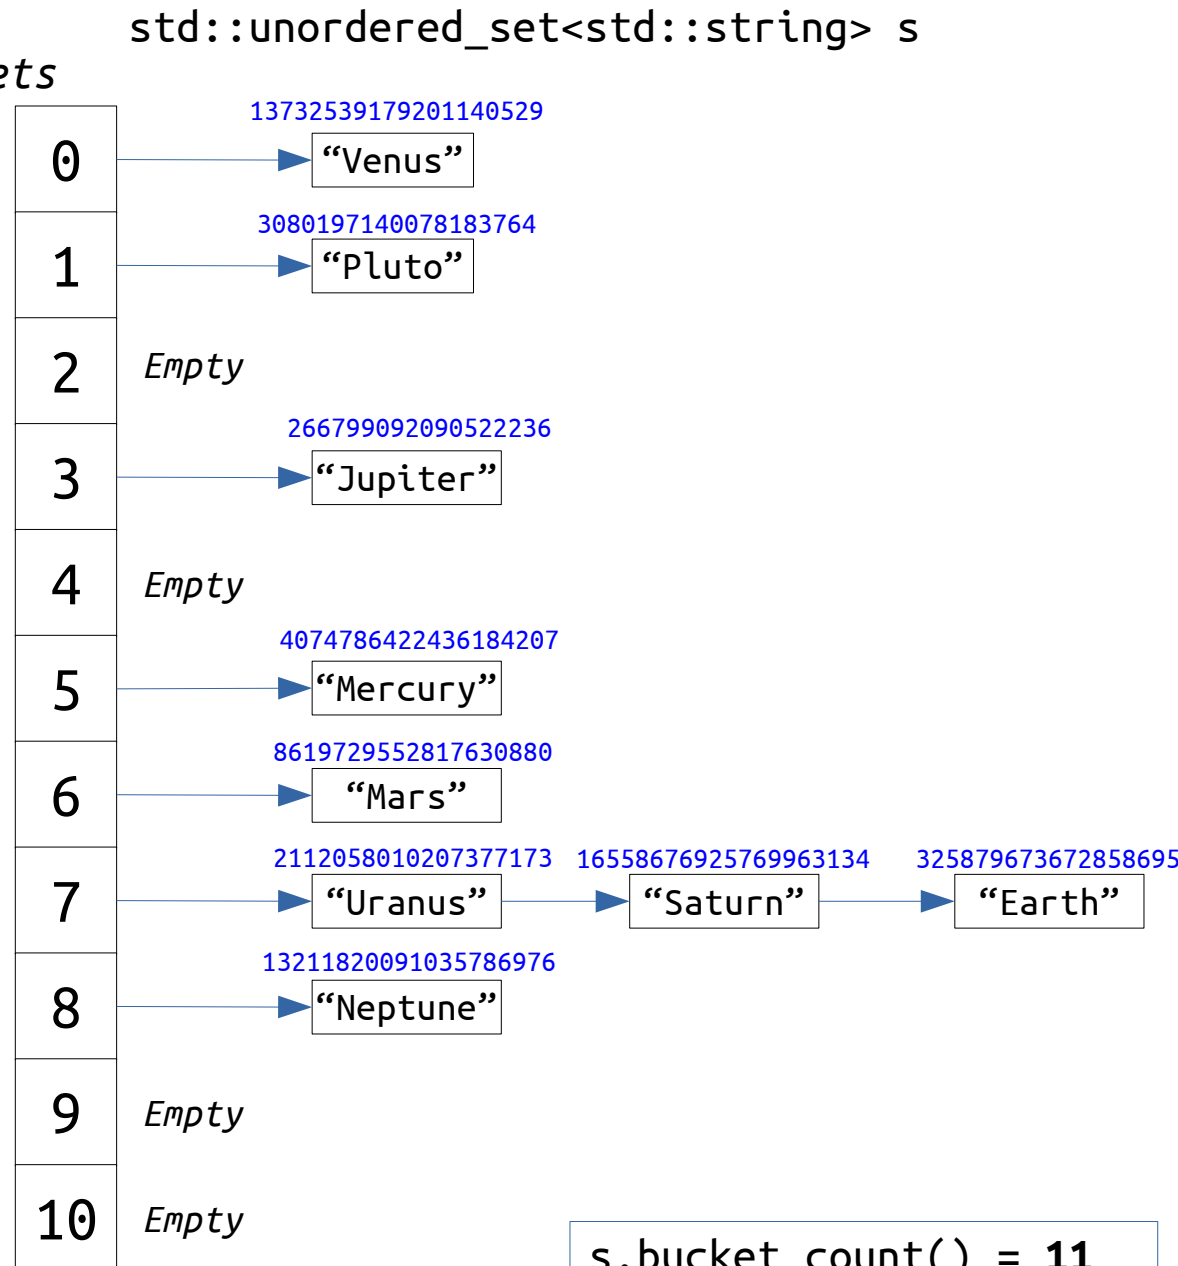 std::unordered_set<std::string> s
ets
0
13732539179201140529
“Venus”
1
3080197140078183764
“Pluto”
2
Empty
3
266799092090522236
“Jupiter”
4
Empty
5
4074786422436184207
“Mercury”
6
8619729552817630880
“Mars”
7
2112058010207377173 16558676925769963134 325879673672858695
“Uranus” “Saturn” “Earth”
8
13211820091035786976
“Neptune”
9
Empty
10
Empty
s.bucket_count() = 11